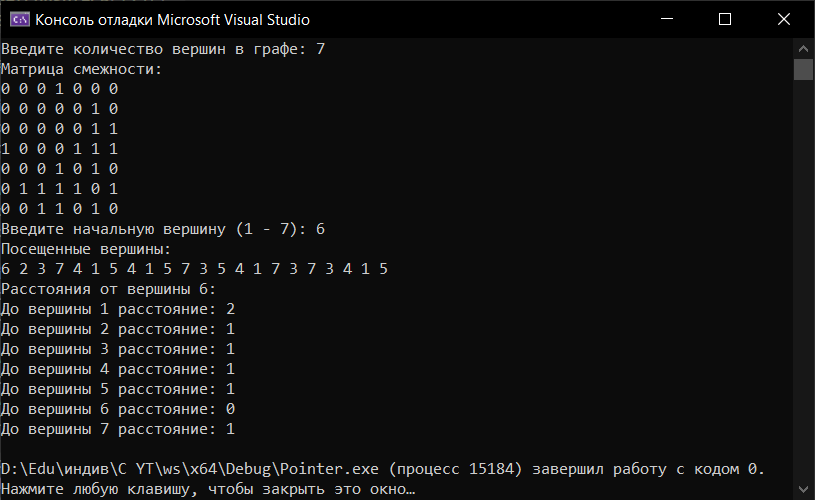 Консоль отладки Microsoft Visual Studio
Введите количество вершин в графе: 7
Матрица смежности:
0 0 0 1 0 0 0
0 0 0 0 0 1 0
0 0 0 0 0 1 1
1 0 0 0 1 1 1
0 0 0 1 0 1 0
0 1 1 1 1 0 1
0 0 1 1 0 1 0
Введите начальную вершину (1 - 7): 6
Посещенные вершины:
6 2 3 7 4 1 5 4 1 5 7 3 5 4 1 7 3 7 3 4 1 5
Расстояния от вершины 6:
До вершины 1 расстояние: 2
До вершины 2 расстояние: 1
До вершины 3 расстояние: 1
До вершины 4 расстояние: 1
До вершины 5 расстояние: 1
До вершины 6 расстояние: 0
До вершины 7 расстояние: 1
D:\Edu\индив\C YT\ws\x64\Debug\Pointer.exe (процесс 15184) завершил работу с кодом 0.
Нажмите любую клавишу, чтобы закрыть это окно…